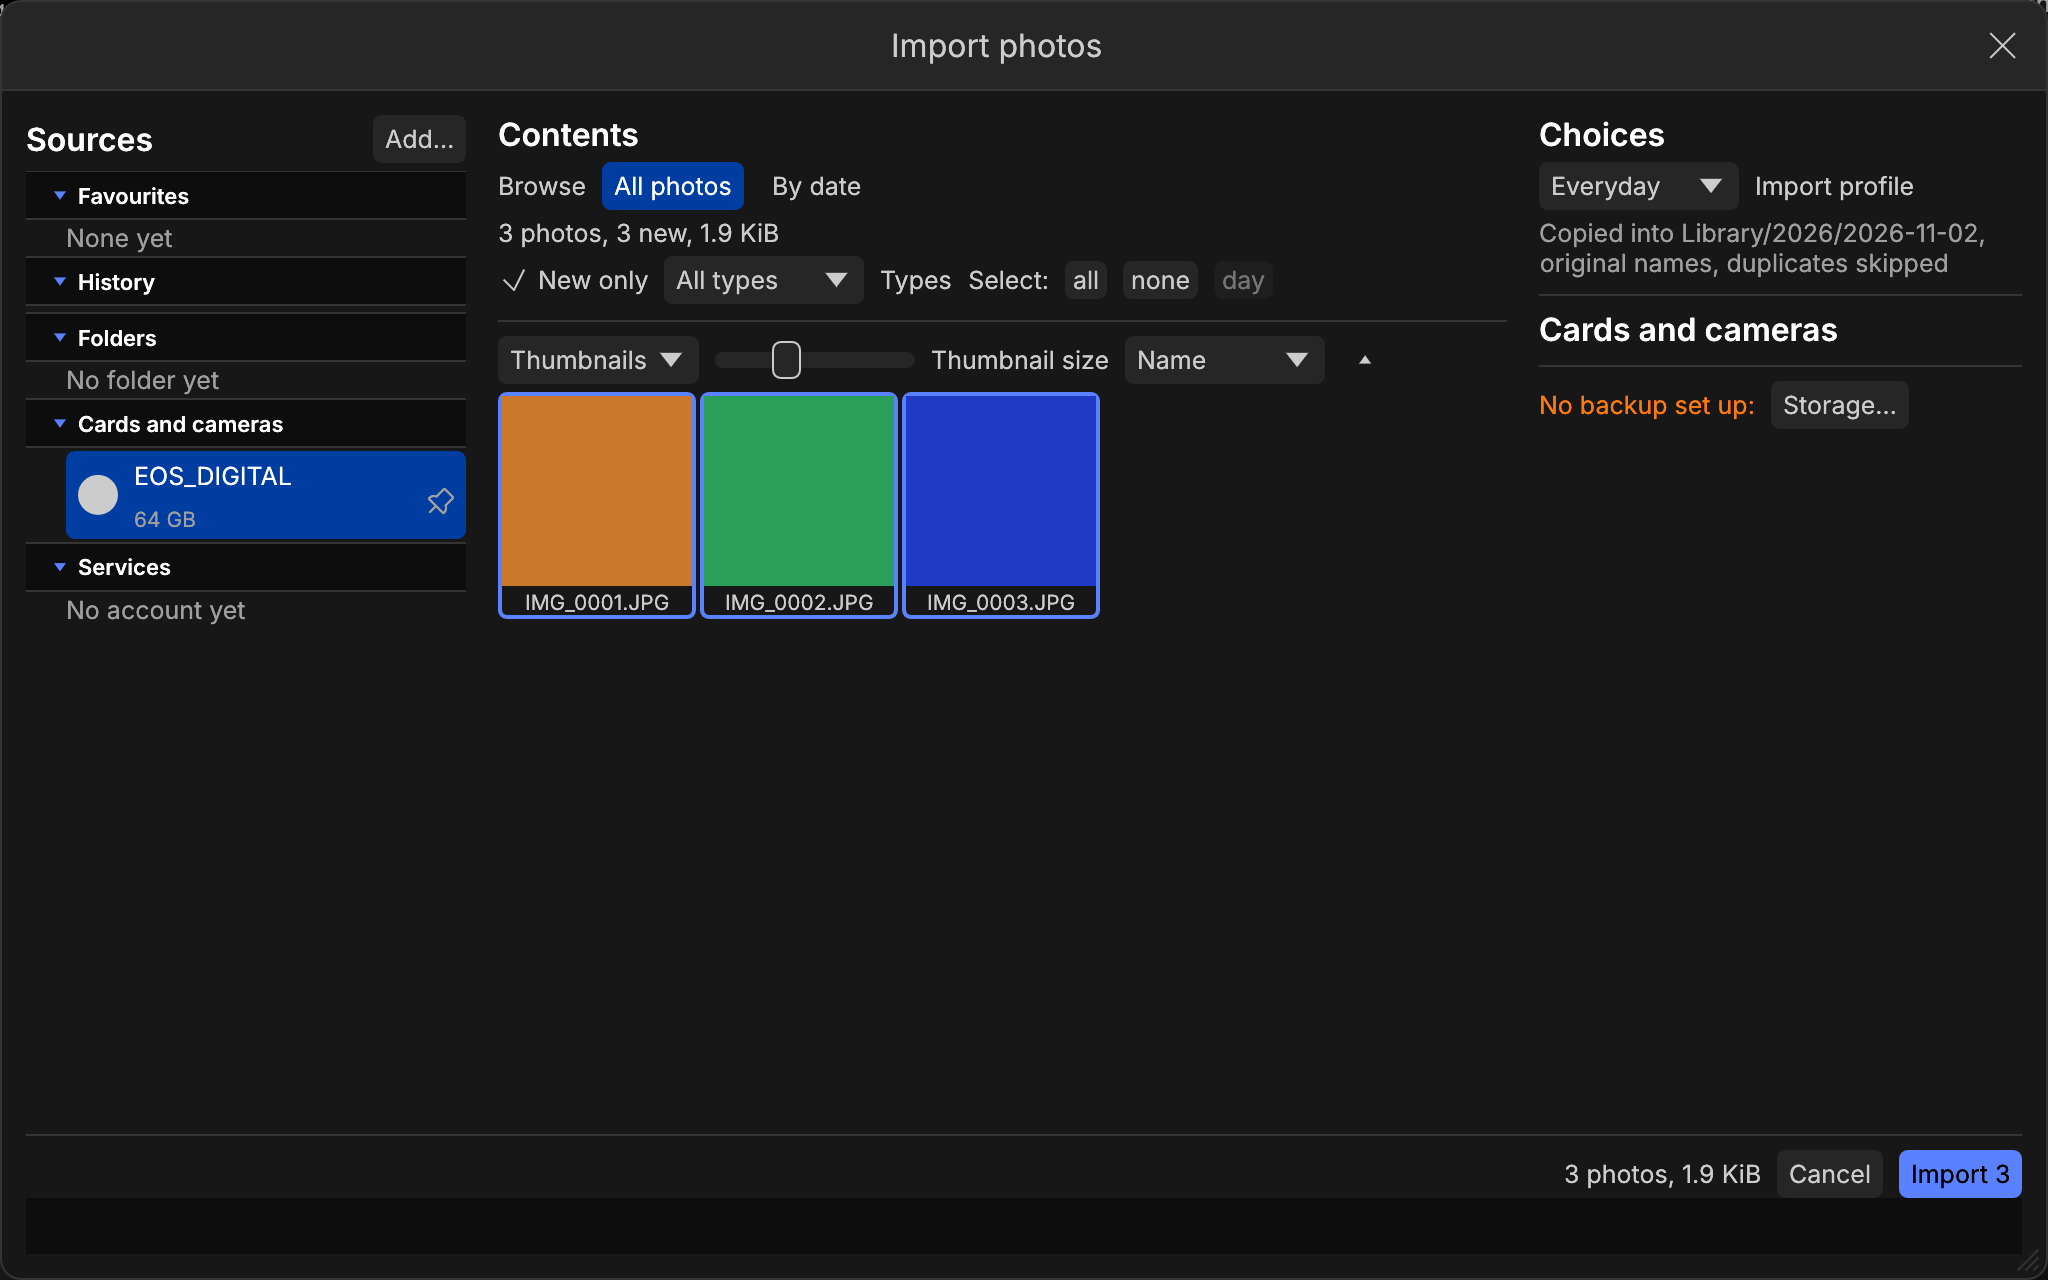 Import photos
Sources
Add...
Favourites
None yet
History
Folders
No folder yet
Cards and cameras
EOS_DIGITAL
64 GB
Services
No account yet
Contents
Browse All photos By date
3 photos, 3 new, 1.9 KiB
New only All types Types Select: all none day
Thumbnails Thumbnail size Name
IMG_0001.JPG IMG_0002.JPG IMG_0003.JPG
Choices
Everyday Import profile
Copied into Library/2026/2026-11-02,
original names, duplicates skipped
Cards and cameras
No backup set up: Storage...
3 photos, 1.9 KiB Cancel Import 3